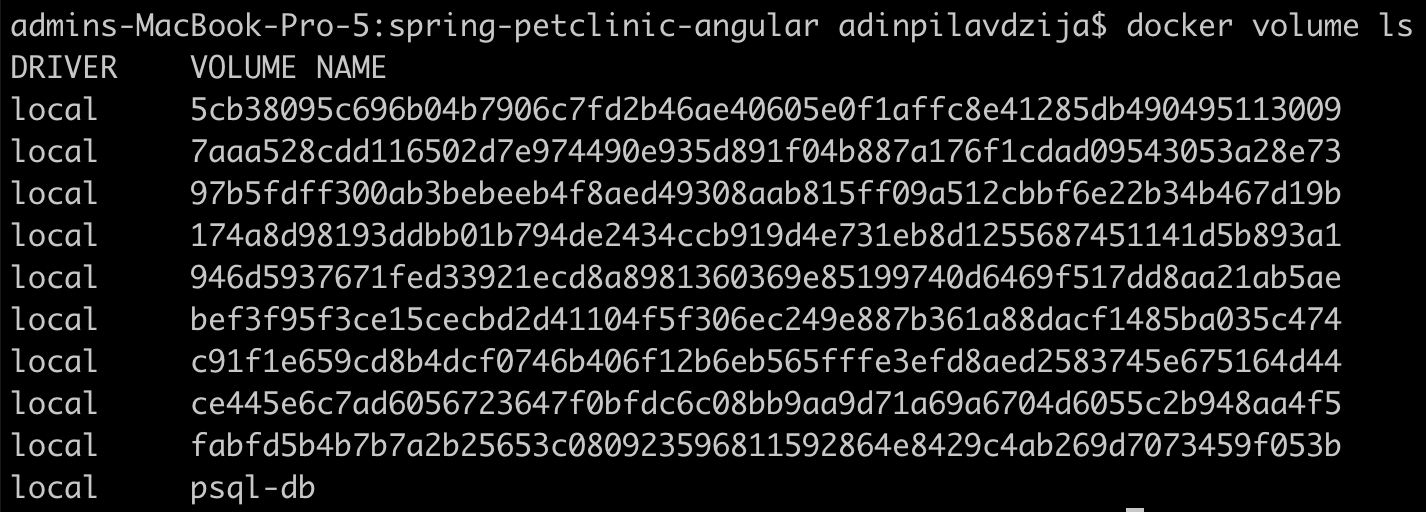 admins-MacBook-Pro-5:spring-petclinic-angular adinpilavdzija$ docker volume ls
DRIVER    VOLUME NAME
local     5cb38095c696b04b7906c7fd2b46ae40605e0f1affc8e41285db490495113009
local     7aaa528cdd116502d7e974490e935d891f04b887a176f1cdad09543053a28e73
local     97b5fdff300ab3bebeeb4f8aed49308aab815ff09a512cbbf6e22b34b467d19b
local     174a8d98193ddbb01b794de2434ccb919d4e731eb8d1255687451141d5b893a1
local     946d5937671fed33921ecd8a8981360369e85199740d6469f517dd8aa21ab5ae
local     bef3f95f3ce15cecbd2d41104f5f306ec249e887b361a88dacf1485ba035c474
local     c91f1e659cd8b4dcf0746b406f12b6eb565fffe3efd8aed2583745e675164d44
local     ce445e6c7ad6056723647f0bfdc6c08bb9aa9d71a69a6704d6055c2b948aa4f5
local     fabfd5b4b7b7a2b25653c080923596811592864e8429c4ab269d7073459f053b
local     psql-db